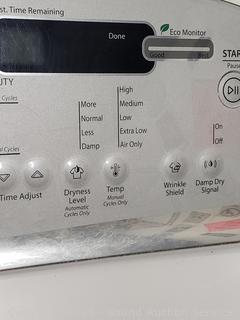 st. Time Remaining
Done
Eco Monitor
Good
Best
STAR
Pause
UTY
Cycles
High
More
Medium
Normal
Low
Less
Extra Low
Damp
Air Only
On
Off
al Cycles
Time Adjust
Dryness
Level
Automatic
Cycles Only
Temp
Manual
Cycles Only
Wrinkle
Shield
Damp Dry
Signal